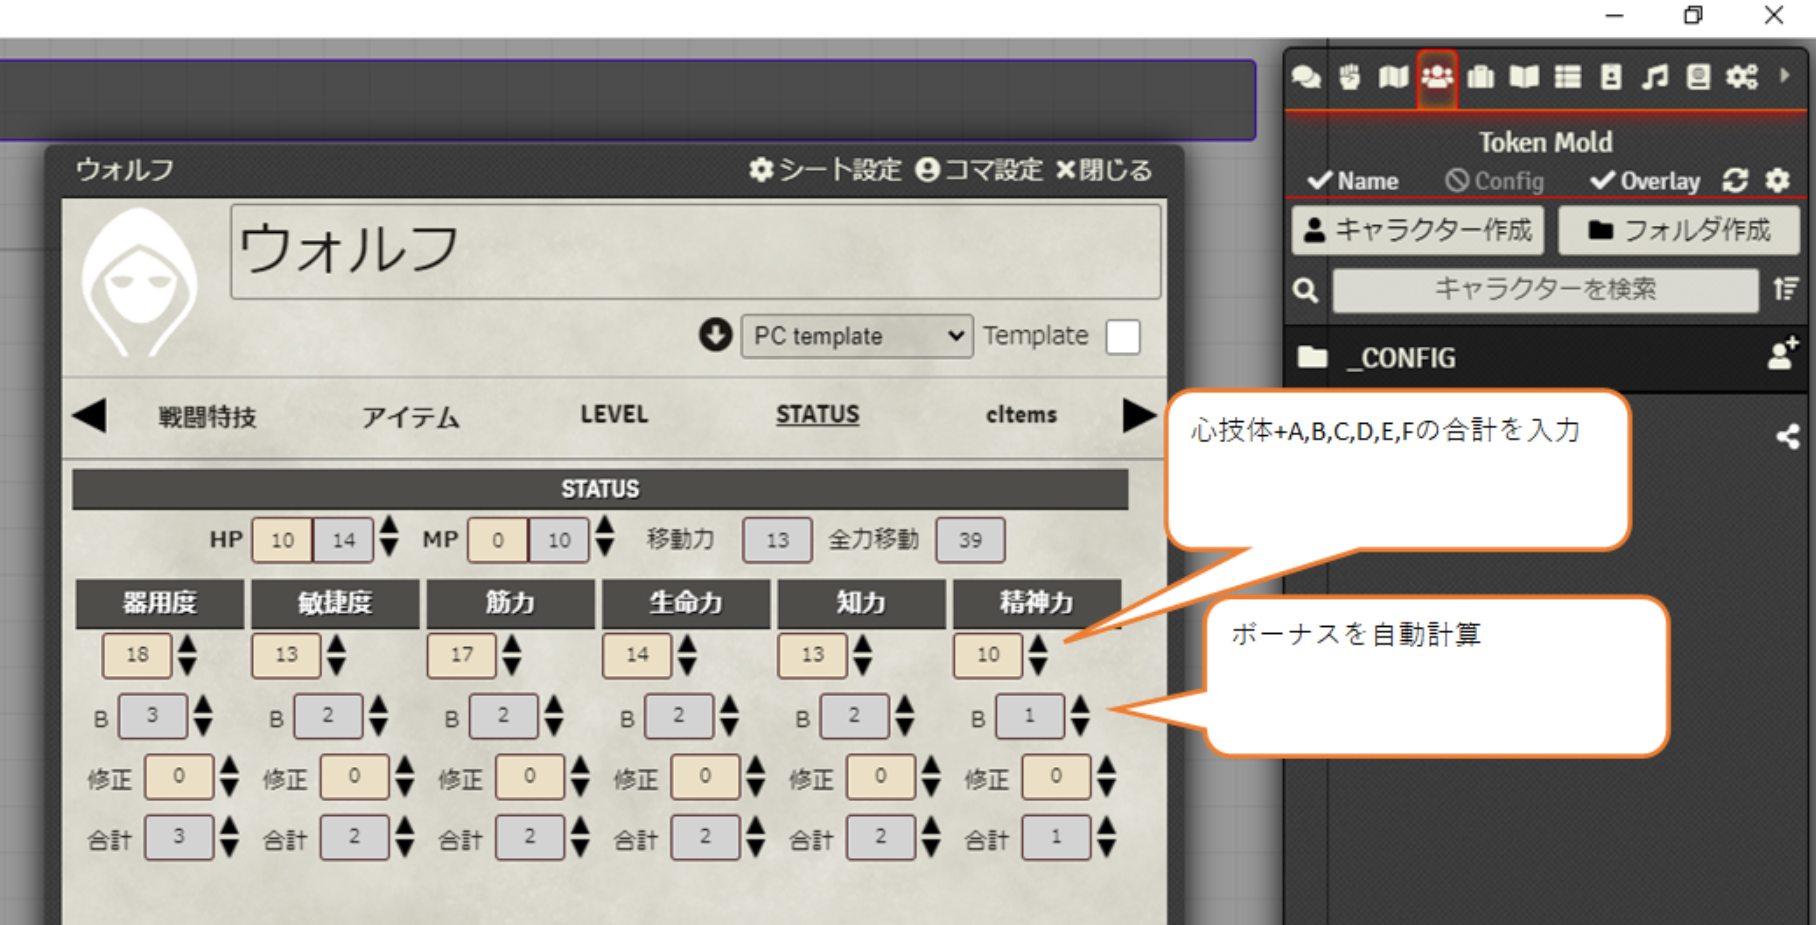 ウォルフ シート設定 コマ設定 閉じる
ウォルフ
PC template Template
戦闘特技 アイテム LEVEL STATUS cItems
STATUS
HP 10 14 MP 0 10 移動力 13 全力移動 39
器用度 敏捷度 筋力 生命力 知力 精神力
18 13 17 14 13 10
B 3 B 2 B 2 B 2 B 2 B 1
修正 0 修正 0 修正 0 修正 0 修正 0 修正 0
合計 3 合計 2 合計 2 合計 2 合計 2 合計 1
Token Mold
Name Config Overlay
キャラクター作成 フォルダ作成
キャラクターを検索
_CONFIG
心技体+A,B,C,D,E,Fの合計を入力
ボーナスを自動計算